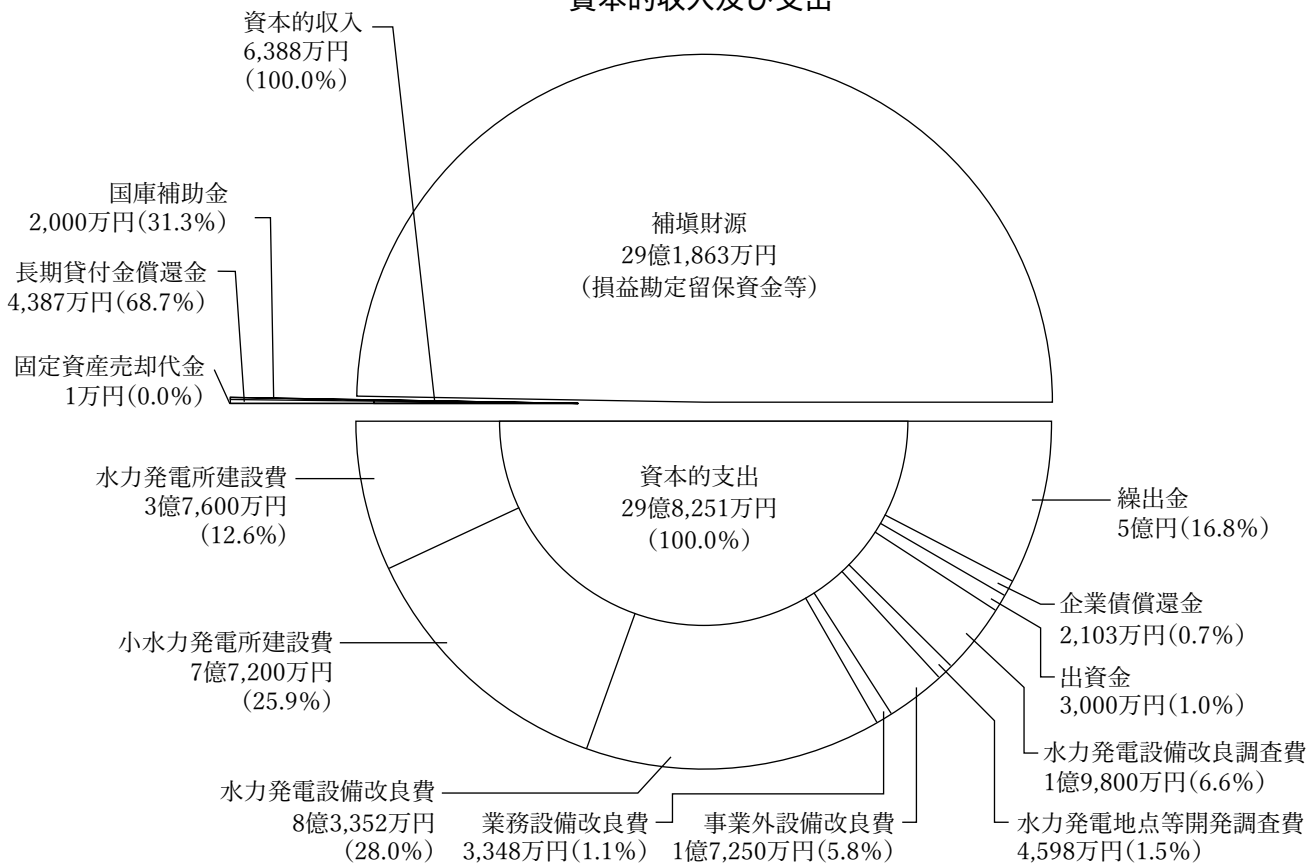 資本的収入及び支出
資本的収入
6,388万円
(100.0%)
国庫補助金
2,000万円(31.3%)
長期貸付金償還金
4,387万円(68.7%)
固定資産売却代金
1万円(0.0%)
補塡財源
29億1,863万円
(損益勘定留保資金等)
資本的支出
29億8,251万円
(100.0%)
水力発電所建設費
3億7,600万円
(12.6%)
小水力発電所建設費
7億7,200万円
(25.9%)
水力発電設備改良費
8億3,352万円
(28.0%)
業務設備改良費
3,348万円(1.1%)
事業外設備改良費
1億7,250万円(5.8%)
水力発電地点等開発調査費
4,598万円(1.5%)
水力発電設備改良調査費
1億9,800万円(6.6%)
出資金
3,000万円(1.0%)
企業債償還金
2,103万円(0.7%)
繰出金
5億円(16.8%)